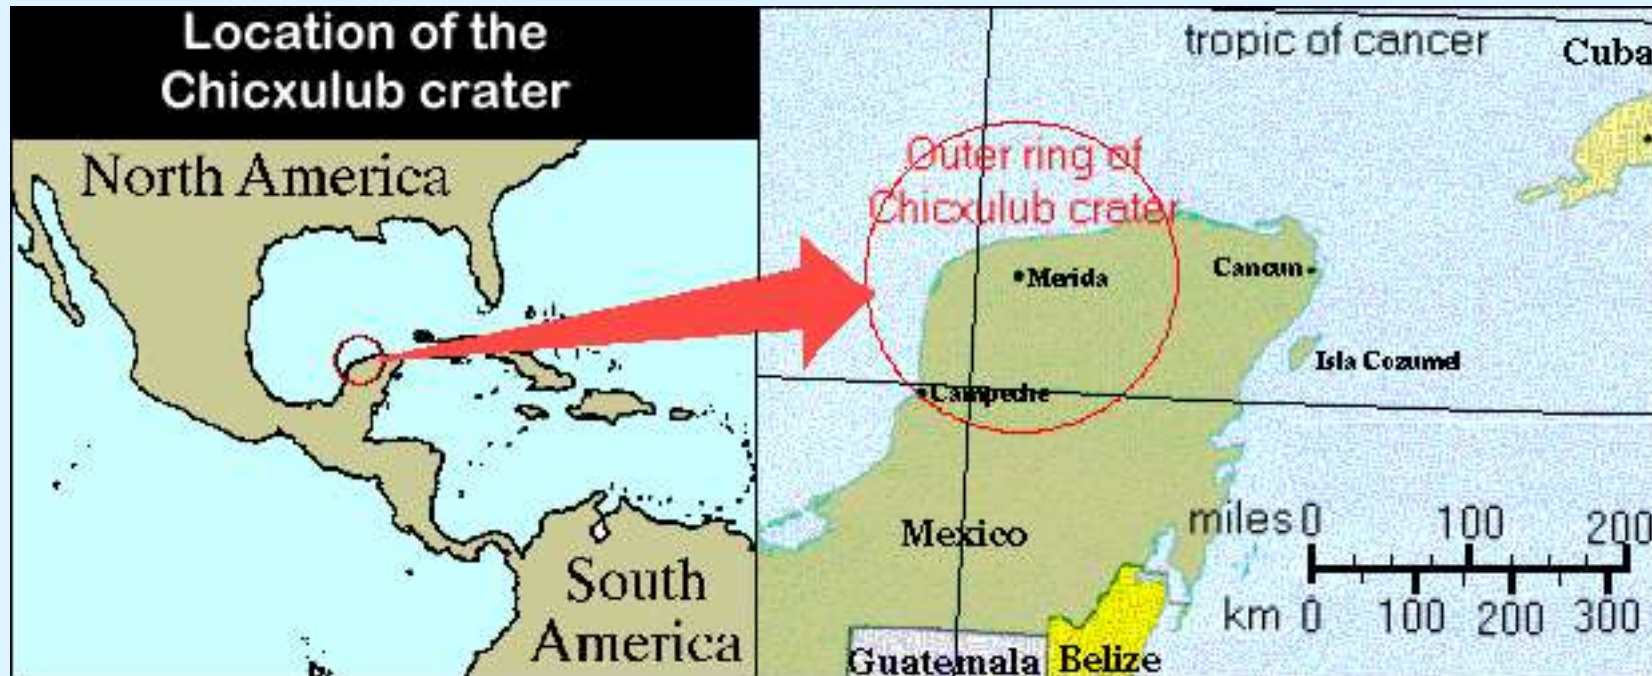 Location of the
Chicxulub crater
North America
South
America
tropic of cancer
Cuba
Outer ring of
Chicxulub crater
Merida
Cancun
Isla Cozumel
Campeche
Mexico
miles 0 100 200
km 0 100 200 300
Guatemala
Belize